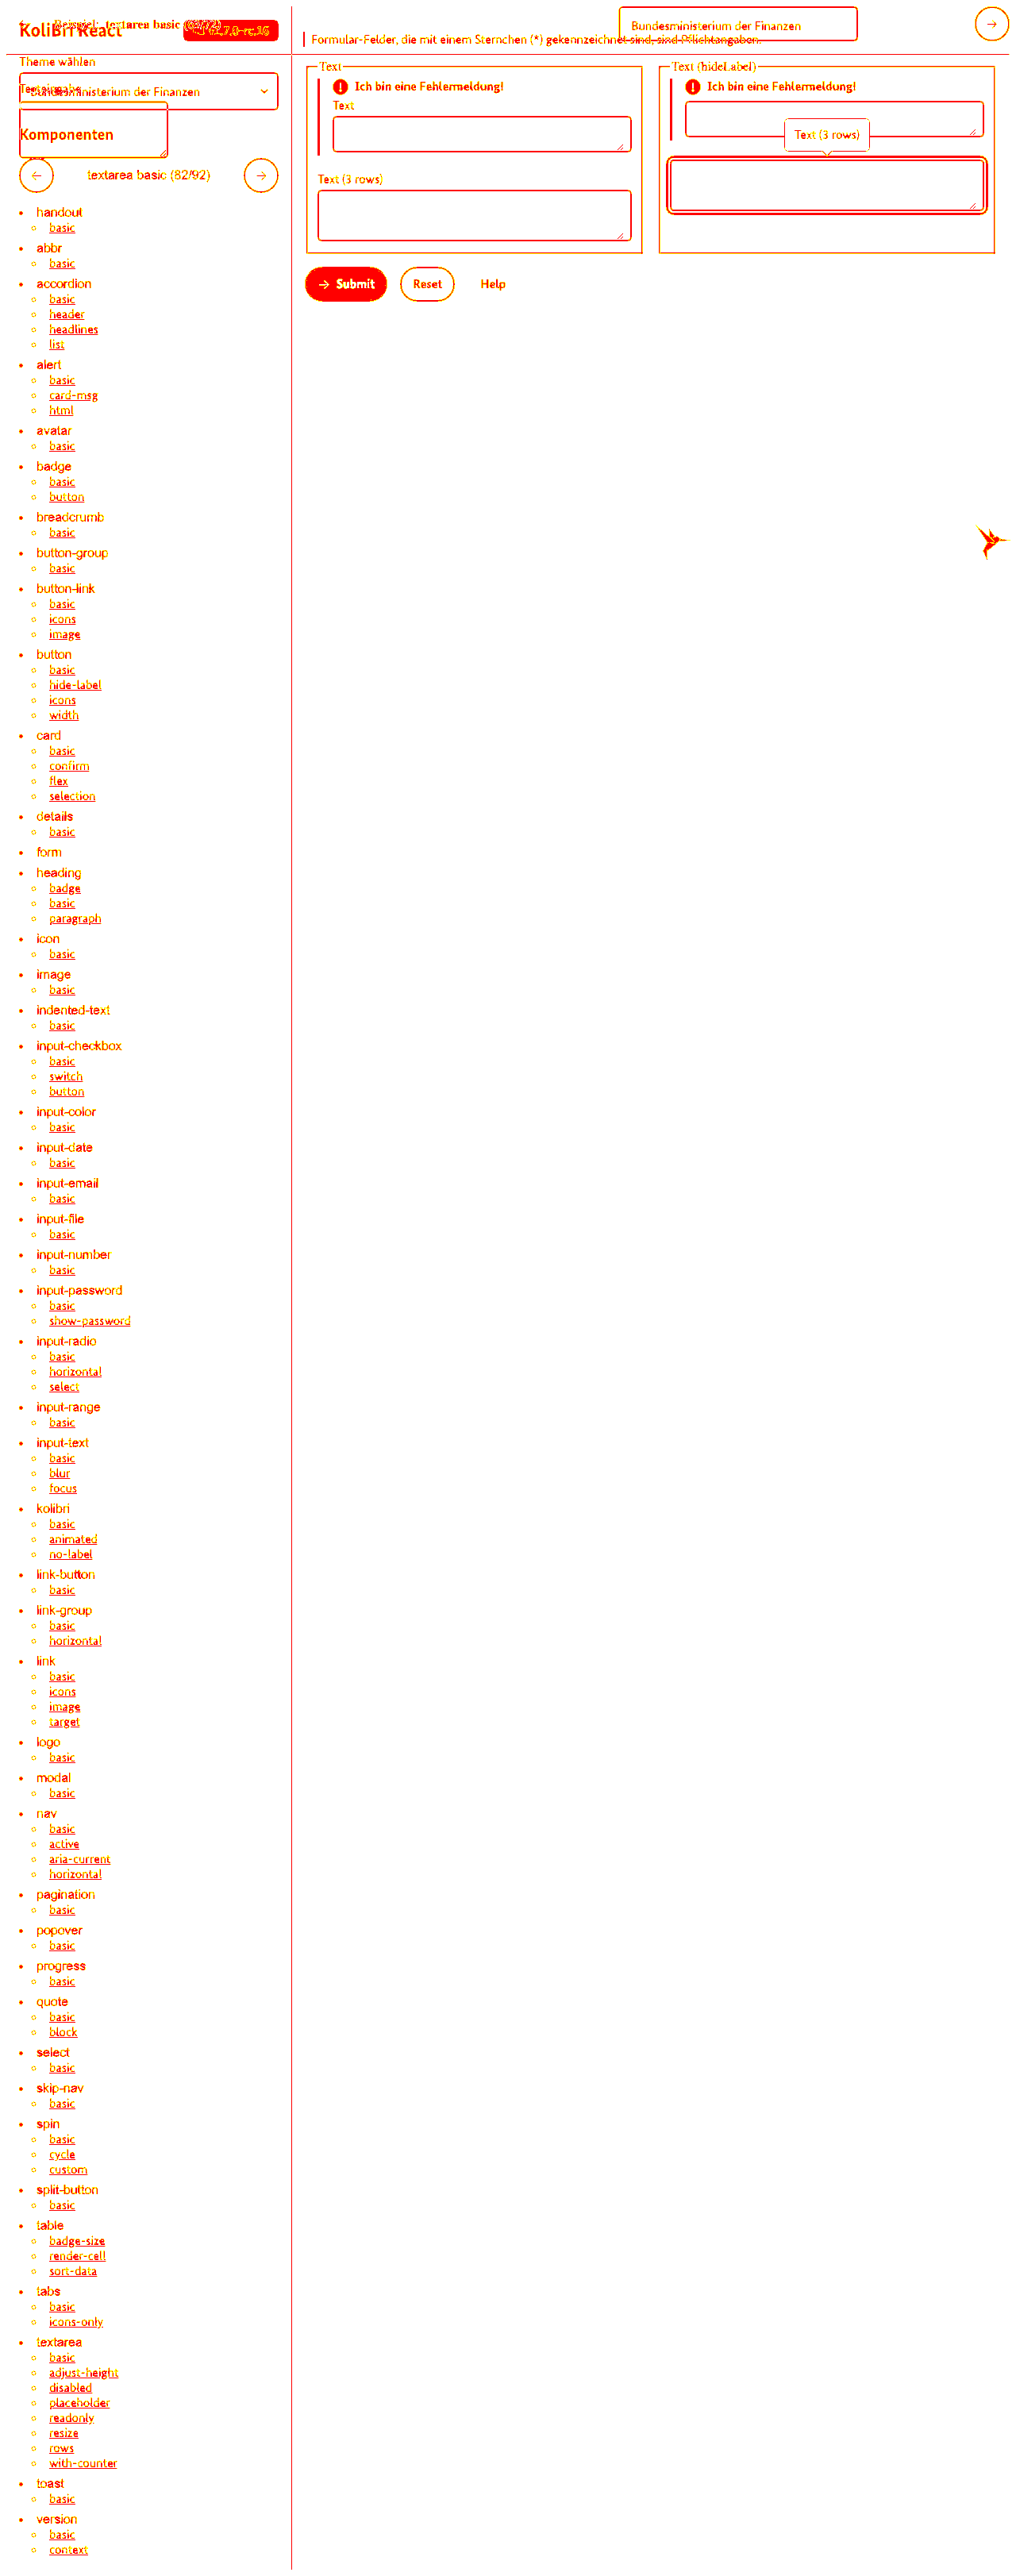 KoliBri React
Beispiel: textarea basic
Bundesministerium der Finanzen
Formular-Felder, die mit einem Sternchen (*) gekennzeichnet sind, sind Pflichtangaben.
Theme wählen
Bundesministerium der Finanzen
Komponenten
textarea basic (82/92)
Text
Ich bin eine Fehlermeldung!
Text
Text (3 rows)
Text (hideLabel)
Ich bin eine Fehlermeldung!
Text (3 rows)
Submit
Reset
Help
handout
basic
abbr
basic
accordion
basic
header
headlines
list
alert
basic
card-msg
html
avatar
basic
badge
basic
button
breadcrumb
basic
button-group
basic
button-link
basic
icons
image
button
basic
hide-label
icons
width
card
basic
confirm
flex
selection
details
basic
form
heading
badge
basic
paragraph
icon
basic
image
basic
indented-text
basic
input-checkbox
basic
switch
button
input-color
basic
input-date
basic
input-email
basic
input-file
basic
input-number
basic
input-password
basic
show-password
input-radio
basic
horizontal
select
input-range
basic
input-text
basic
blur
focus
kolibri
basic
animated
no-label
link-button
basic
link-group
basic
horizontal
link
basic
icons
image
target
logo
basic
modal
basic
nav
basic
active
aria-current
horizontal
pagination
basic
popover
basic
progress
basic
quote
basic
block
select
basic
skip-nav
basic
spin
basic
cycle
custom
split-button
basic
table
badge-size
render-cell
sort-data
tabs
basic
icons-only
textarea
basic
adjust-height
disabled
placeholder
readonly
resize
rows
with-counter
toast
basic
version
basic
context